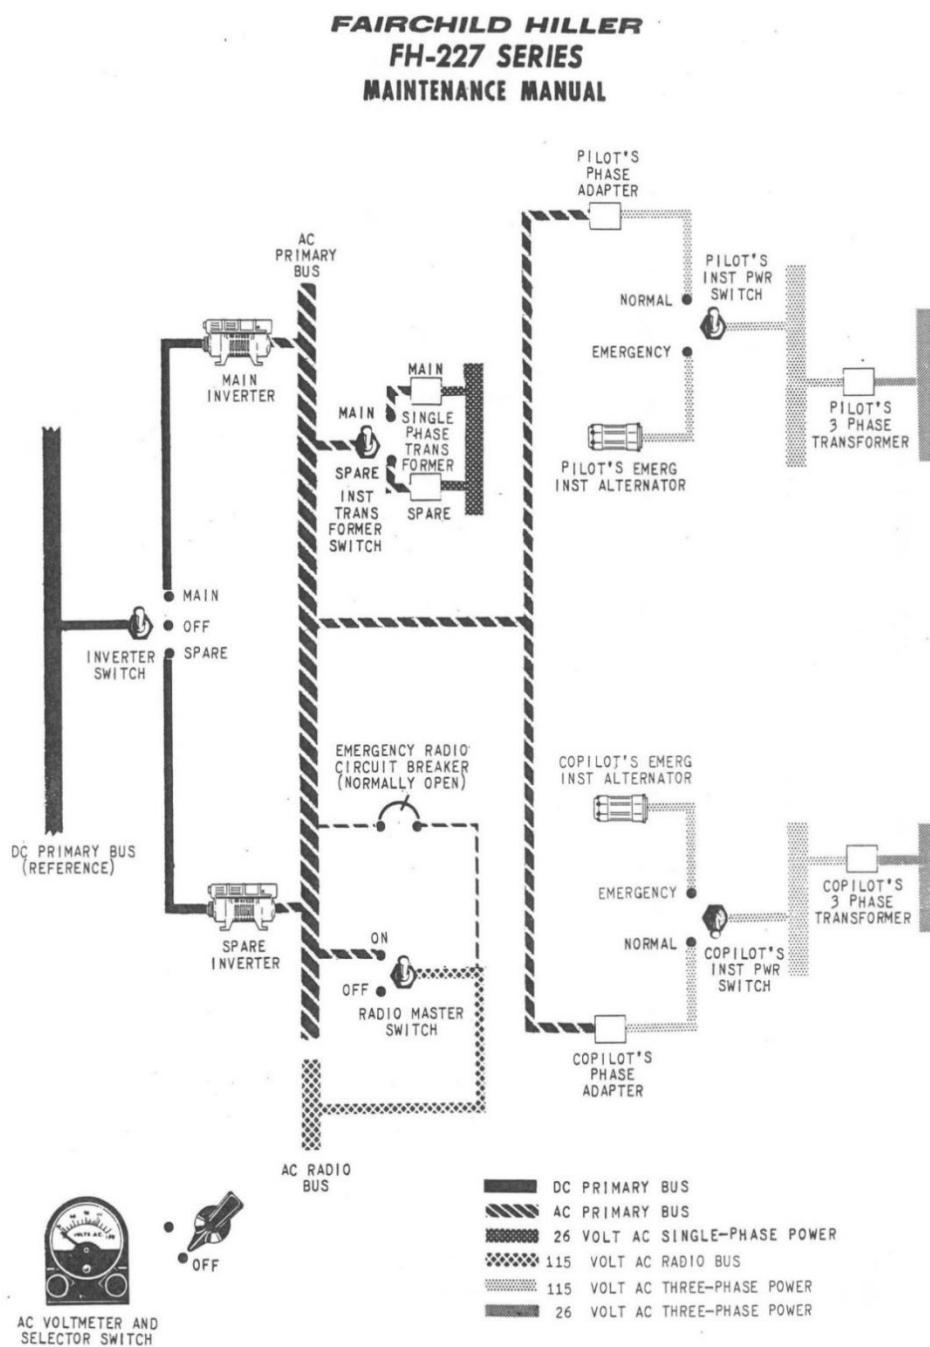 FAIRCHILD HILLER
FH-227 SERIES
MAINTENANCE MANUAL
PILOT'S
PHASE
ADAPTER
AC
PRIMARY
BUS
PILOT'S
INST PWR
SWITCH
NORMAL
EMERGENCY
MAIN
INVERTER
MAIN
MAIN
SINGLE
PHASE
TRANS
FORMER
SPARE
SPARE
INST
TRANS
FORMER
SWITCH
PILOT'S EMERG
INST ALTERNATOR
PILOT'S
3 PHASE
TRANSFORMER
MAIN
OFF
SPARE
INVERTER
SWITCH
EMERGENCY RADIO
CIRCUIT BREAKER
(NORMALLY OPEN)
COPILOT'S EMERG
INST ALTERNATOR
DC PRIMARY BUS
(REFERENCE)
EMERGENCY
NORMAL
COPILOT'S
3 PHASE
TRANSFORMER
COPILOT'S
INST PWR
SWITCH
SPARE
INVERTER
ON
OFF
RADIO MASTER
SWITCH
COPILOT'S
PHASE
ADAPTER
AC RADIO
BUS
DC PRIMARY BUS
AC PRIMARY BUS
26 VOLT AC SINGLE-PHASE POWER
115 VOLT AC RADIO BUS
115 VOLT AC THREE-PHASE POWER
26 VOLT AC THREE-PHASE POWER
VOLTS A.C.
OFF
AC VOLTMETER AND
SELECTOR SWITCH